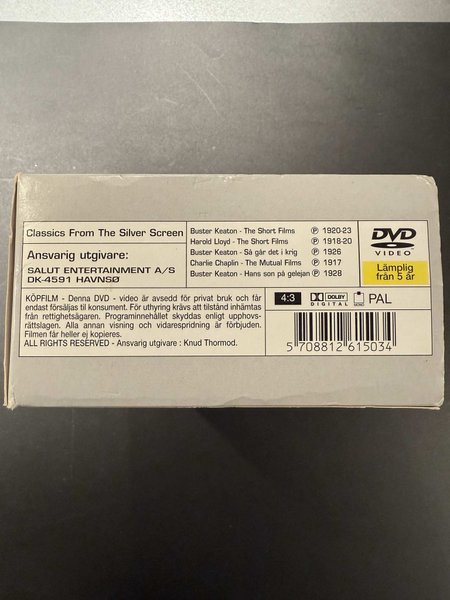 Classics From The Silver Screen
Ansvarig utgivare:
SALUT ENTERTAINMENT A/S
DK-4591 HAVNSØ
Buster Keaton - The Short Films ℗ 1920-23
Harold Lloyd - The Short Films ℗ 1918-20
Buster Keaton - Så går det i krig ℗ 1926
Charlie Chaplin - The Mutual Films ℗ 1917
Buster Keaton - Hans son på gelejan ℗ 1928
DVD
VIDEO
Lämplig
från 5 år
KÖPFILM - Denna DVD - video är avsedd för privat bruk och får
endast försäljas til konsument. För uthyring krävs att tilstånd inhämtas
från rettighetsägaren. Programinnehållet skyddas enligt upphovs-
rättslagen. Alla annan visning och vidarespridning är förbjuden.
Filmen får heller ej kopieres.
ALL RIGHTS RESERVED - Ansvarig utgivare : Knud Thormod.
4:3 DOLBY DIGITAL MONO PAL
5 708812 615034